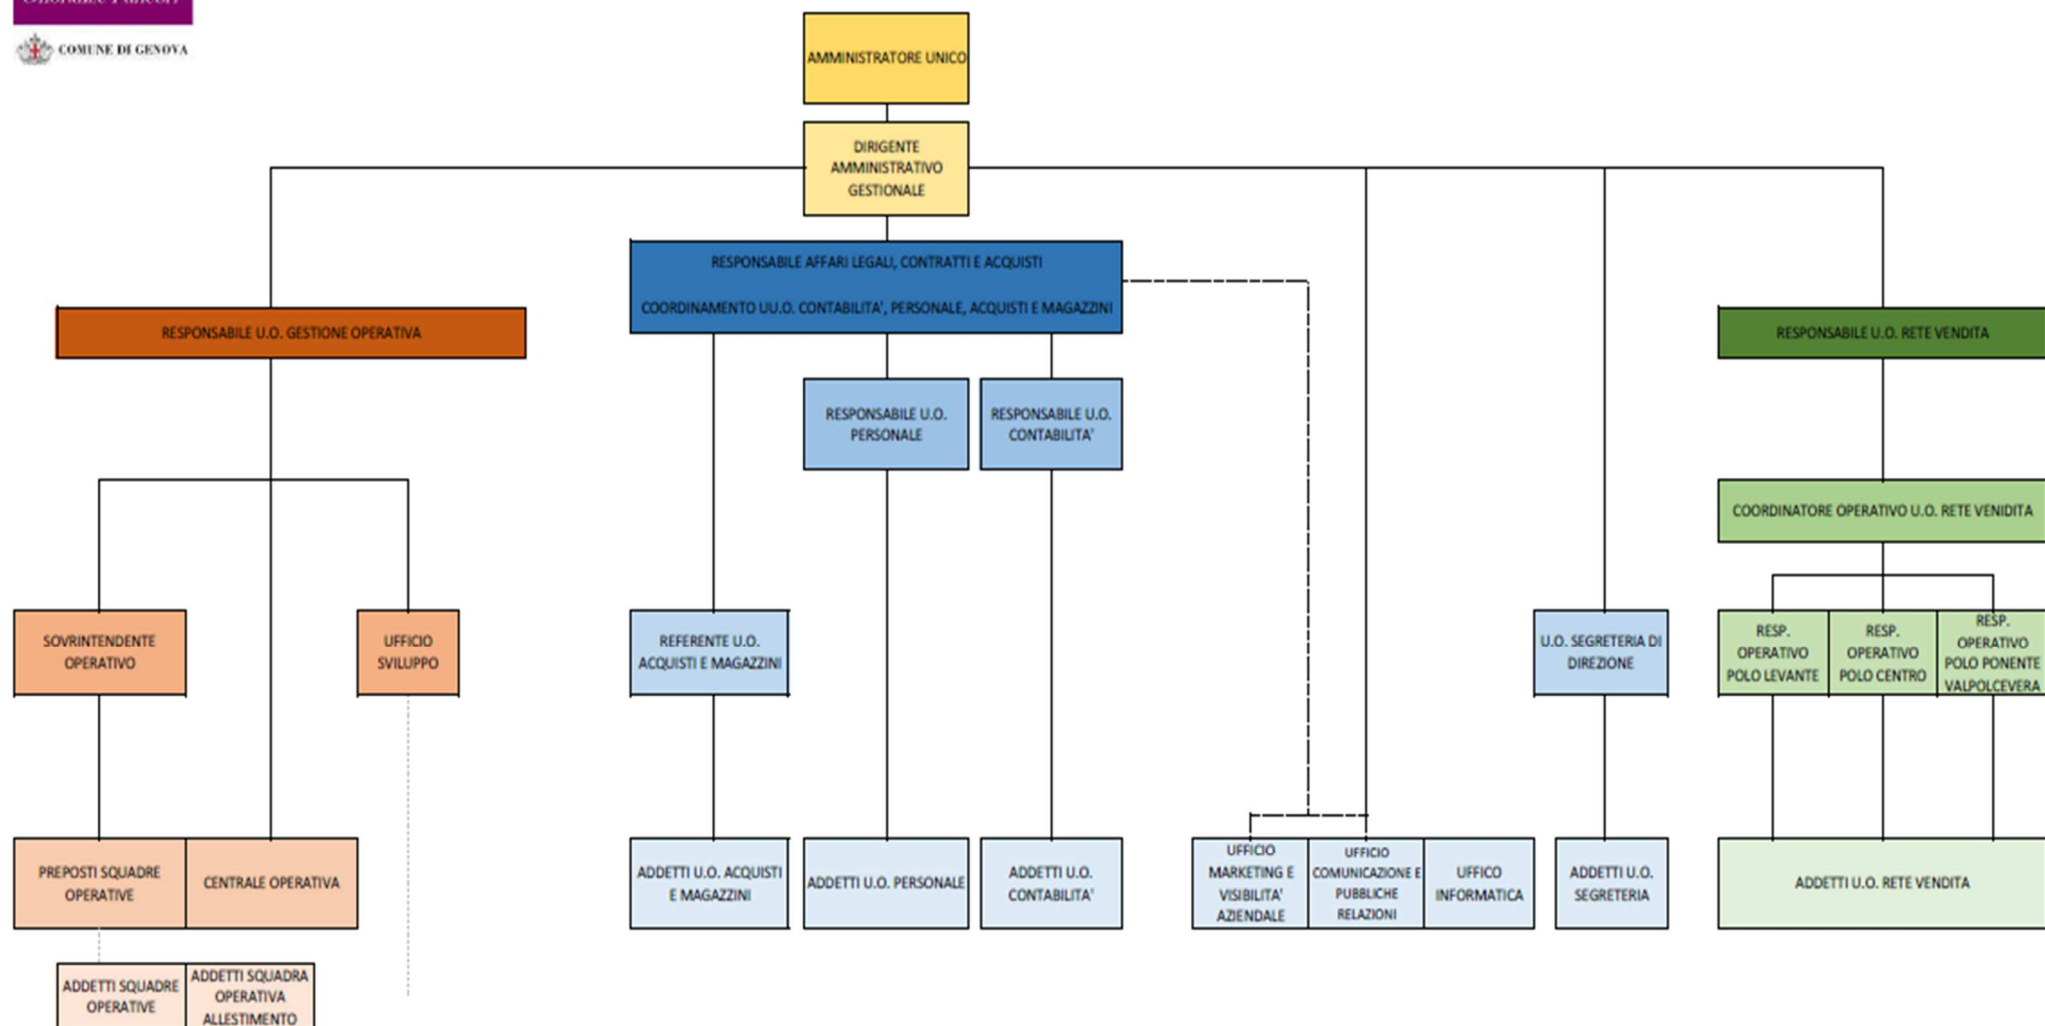 COMUNE DI GENOVA
AMMINISTRATORE UNICO
DIRIGENTE
AMMINISTRATIVO
GESTIONALE
RESPONSABILE AFFARI LEGALI, CONTRATTI E ACQUISTI
COORDINAMENTO UU.O. CONTABILITA', PERSONALE, ACQUISTI E MAGAZZINI
RESPONSABILE U.O. GESTIONE OPERATIVA
RESPONSABILE U.O. RETE VENDITA
RESPONSABILE U.O.
PERSONALE
RESPONSABILE U.O.
CONTABILITA'
COORDINATORE OPERATIVO U.O. RETE VENIDITA
SOVRINTENDENTE
OPERATIVO
UFFICIO
SVILUPPO
REFERENTE U.O.
ACQUISTI E MAGAZZINI
U.O. SEGRETERIA DI
DIREZIONE
RESP.
OPERATIVO
POLO LEVANTE
RESP.
OPERATIVO
POLO CENTRO
RESP.
OPERATIVO
POLO PONENTE
VALPOLCEVERA
PREPOSTI SQUADRE
OPERATIVE
CENTRALE OPERATIVA
ADDETTI U.O. ACQUISTI
E MAGAZZINI
ADDETTI U.O. PERSONALE
ADDETTI U.O.
CONTABILITA'
UFFICIO
MARKETING E
VISIBILITA'
AZIENDALE
UFFICIO
COMUNICAZIONE E
PUBBLICHE
RELAZIONI
UFFICO
INFORMATICA
ADDETTI U.O.
SEGRETERIA
ADDETTI U.O. RETE VENDITA
ADDETTI SQUADRE
OPERATIVE
ADDETTI SQUADRA
OPERATIVA
ALLESTIMENTO